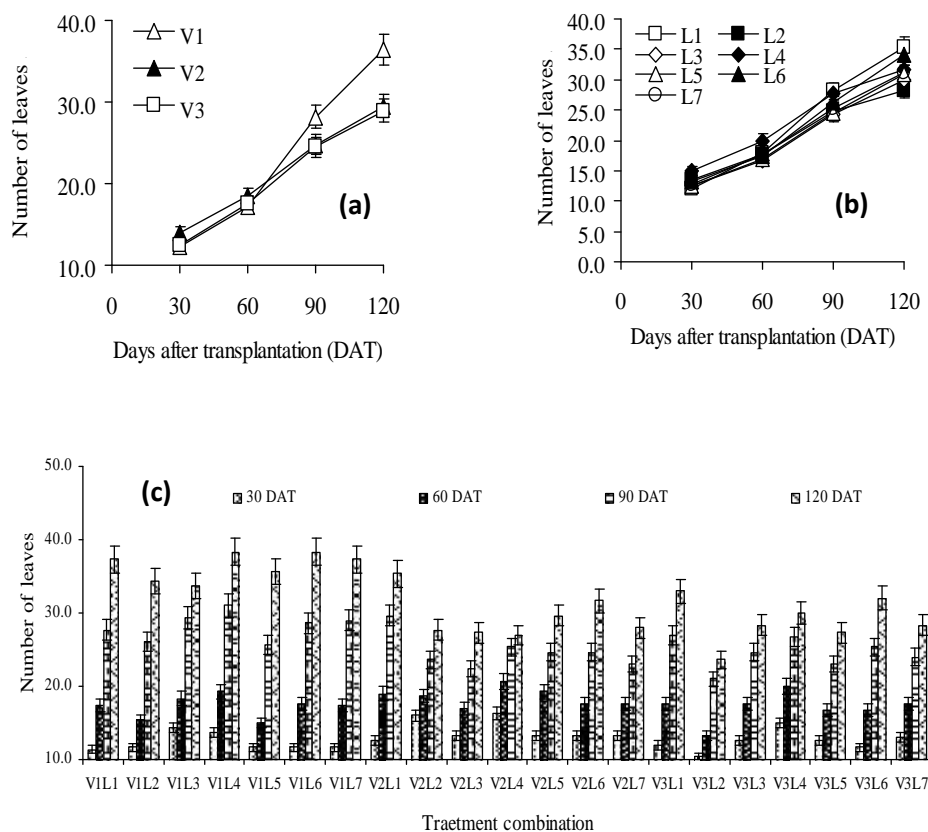 (a)
V1
V2
V3
40.0
30.0
20.0
10.0
Number of leaves
0 30 60 90 120
Days after transplantation (DAT)
(b)
L1 L2
L3 L4
L5 L6
L7
40.0
35.0
30.0
25.0
20.0
15.0
10.0
5.0
0.0
Number of leaves
0 30 60 90 120
Days after transplantation (DAT)
(c)
30 DAT 60 DAT 90 DAT 120 DAT
50.0
40.0
30.0
20.0
10.0
Number of leaves
V1L1 V1L2 V1L3 V1L4 V1L5 V1L6 V1L7 V2L1 V2L2 V2L3 V2L4 V2L5 V2L6 V2L7 V3L1 V3L2 V3L3 V3L4 V3L5 V3L6 V3L7
Traetment combination